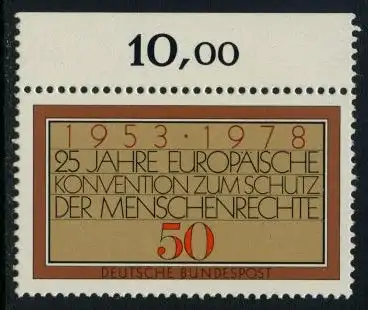 10,00
1953·1978
25 JAHRE EUROPÄISCHE
KONVENTION ZUM SCHUTZ
DER MENSCHENRECHTE
50
DEUTSCHE BUNDESPOST